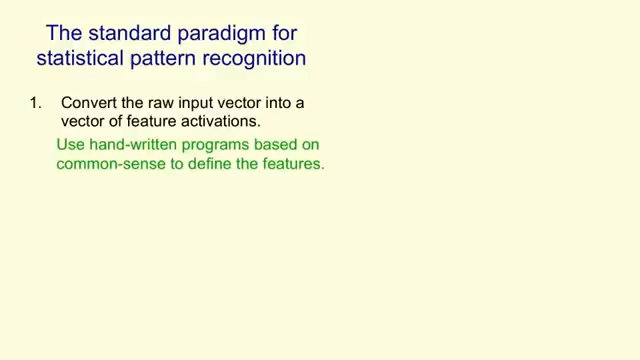 The standard paradigm for
statistical pattern recognition
1. Convert the raw input vector into a
vector of feature activations.
Use hand-written programs based on
common-sense to define the features.